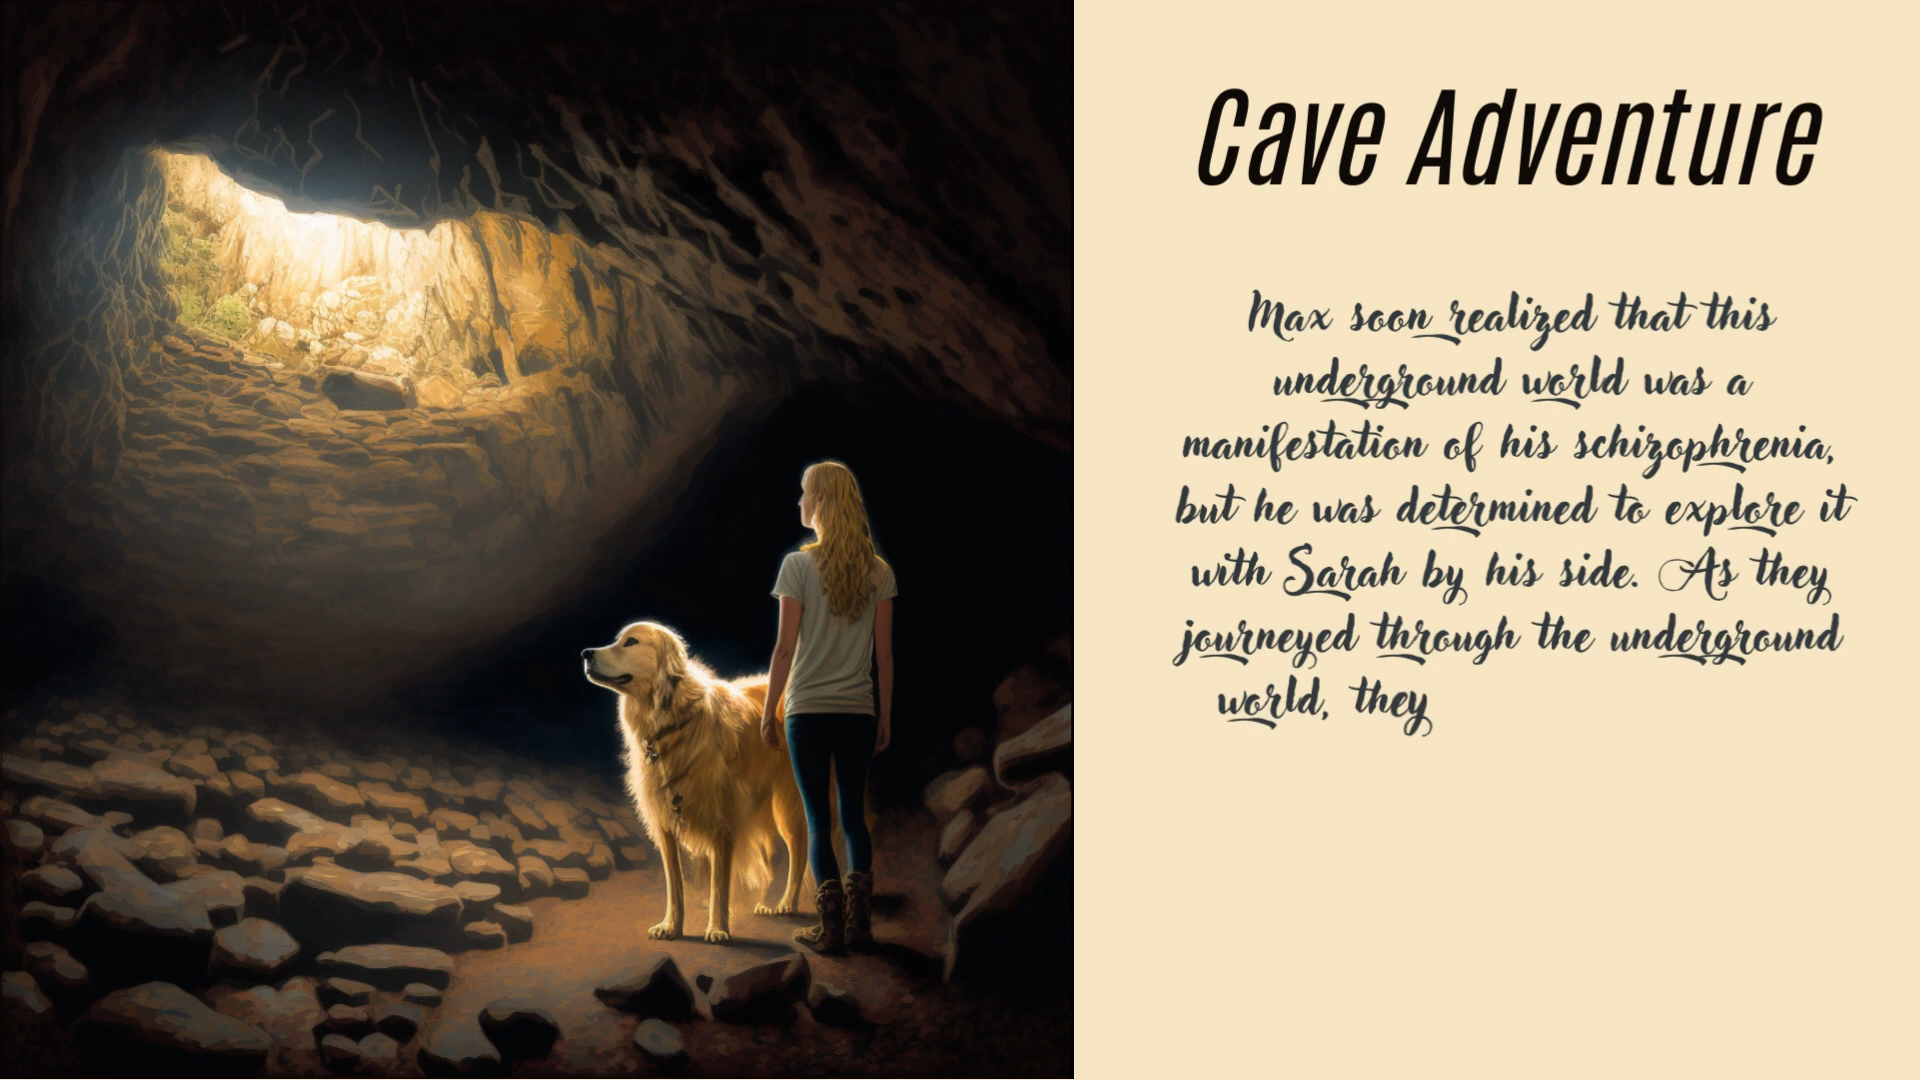 Cave Adventure
Max soon realized that this
underground world was a
manifestation of his schizophrenia,
but he was determined to explore it
with Sarah by his side. As they
journeyed through the underground
world, they